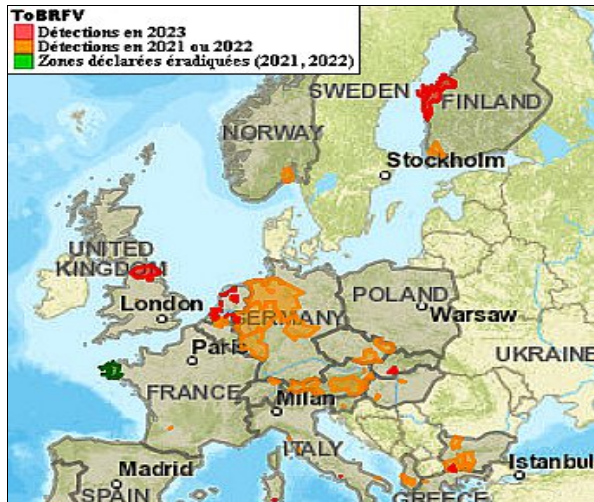 ToBRFV
Détections en 2023
Détections en 2021 ou 2022
Zones déclarées éradiquées (2021, 2022)
SWEDEN
FINLAND
NORWAY
Stockholm
UNITED
KINGDOM
London
POLAND
GERMANY
Warsaw
Paris
UKRAINE
FRANCE
Milan
ITALY
Madrid
Istanbul
SPAIN
GREECE